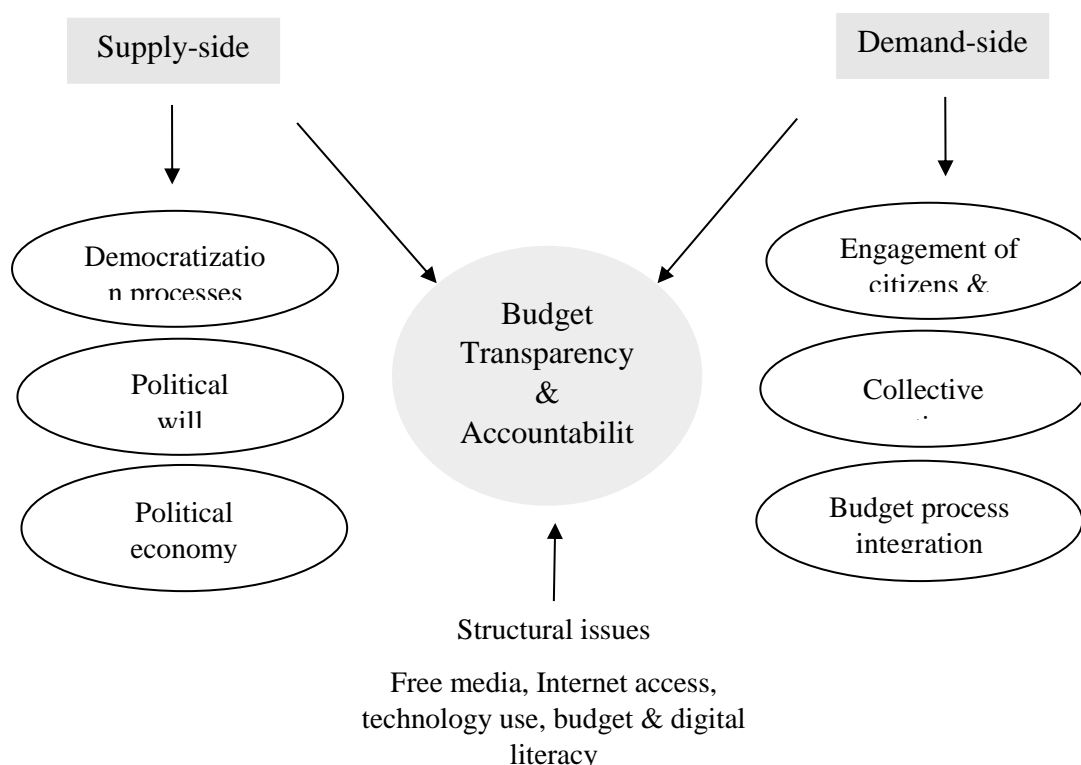 Supply-side
Demand-side
Democratizatio
n processes
Political
will
Political
economy
Budget
Transparency
&
Accountabilit
Engagement of
citizens &
Collective
Budget process
integration
Structural issues
Free media, Internet access,
technology use, budget & digital
literacy